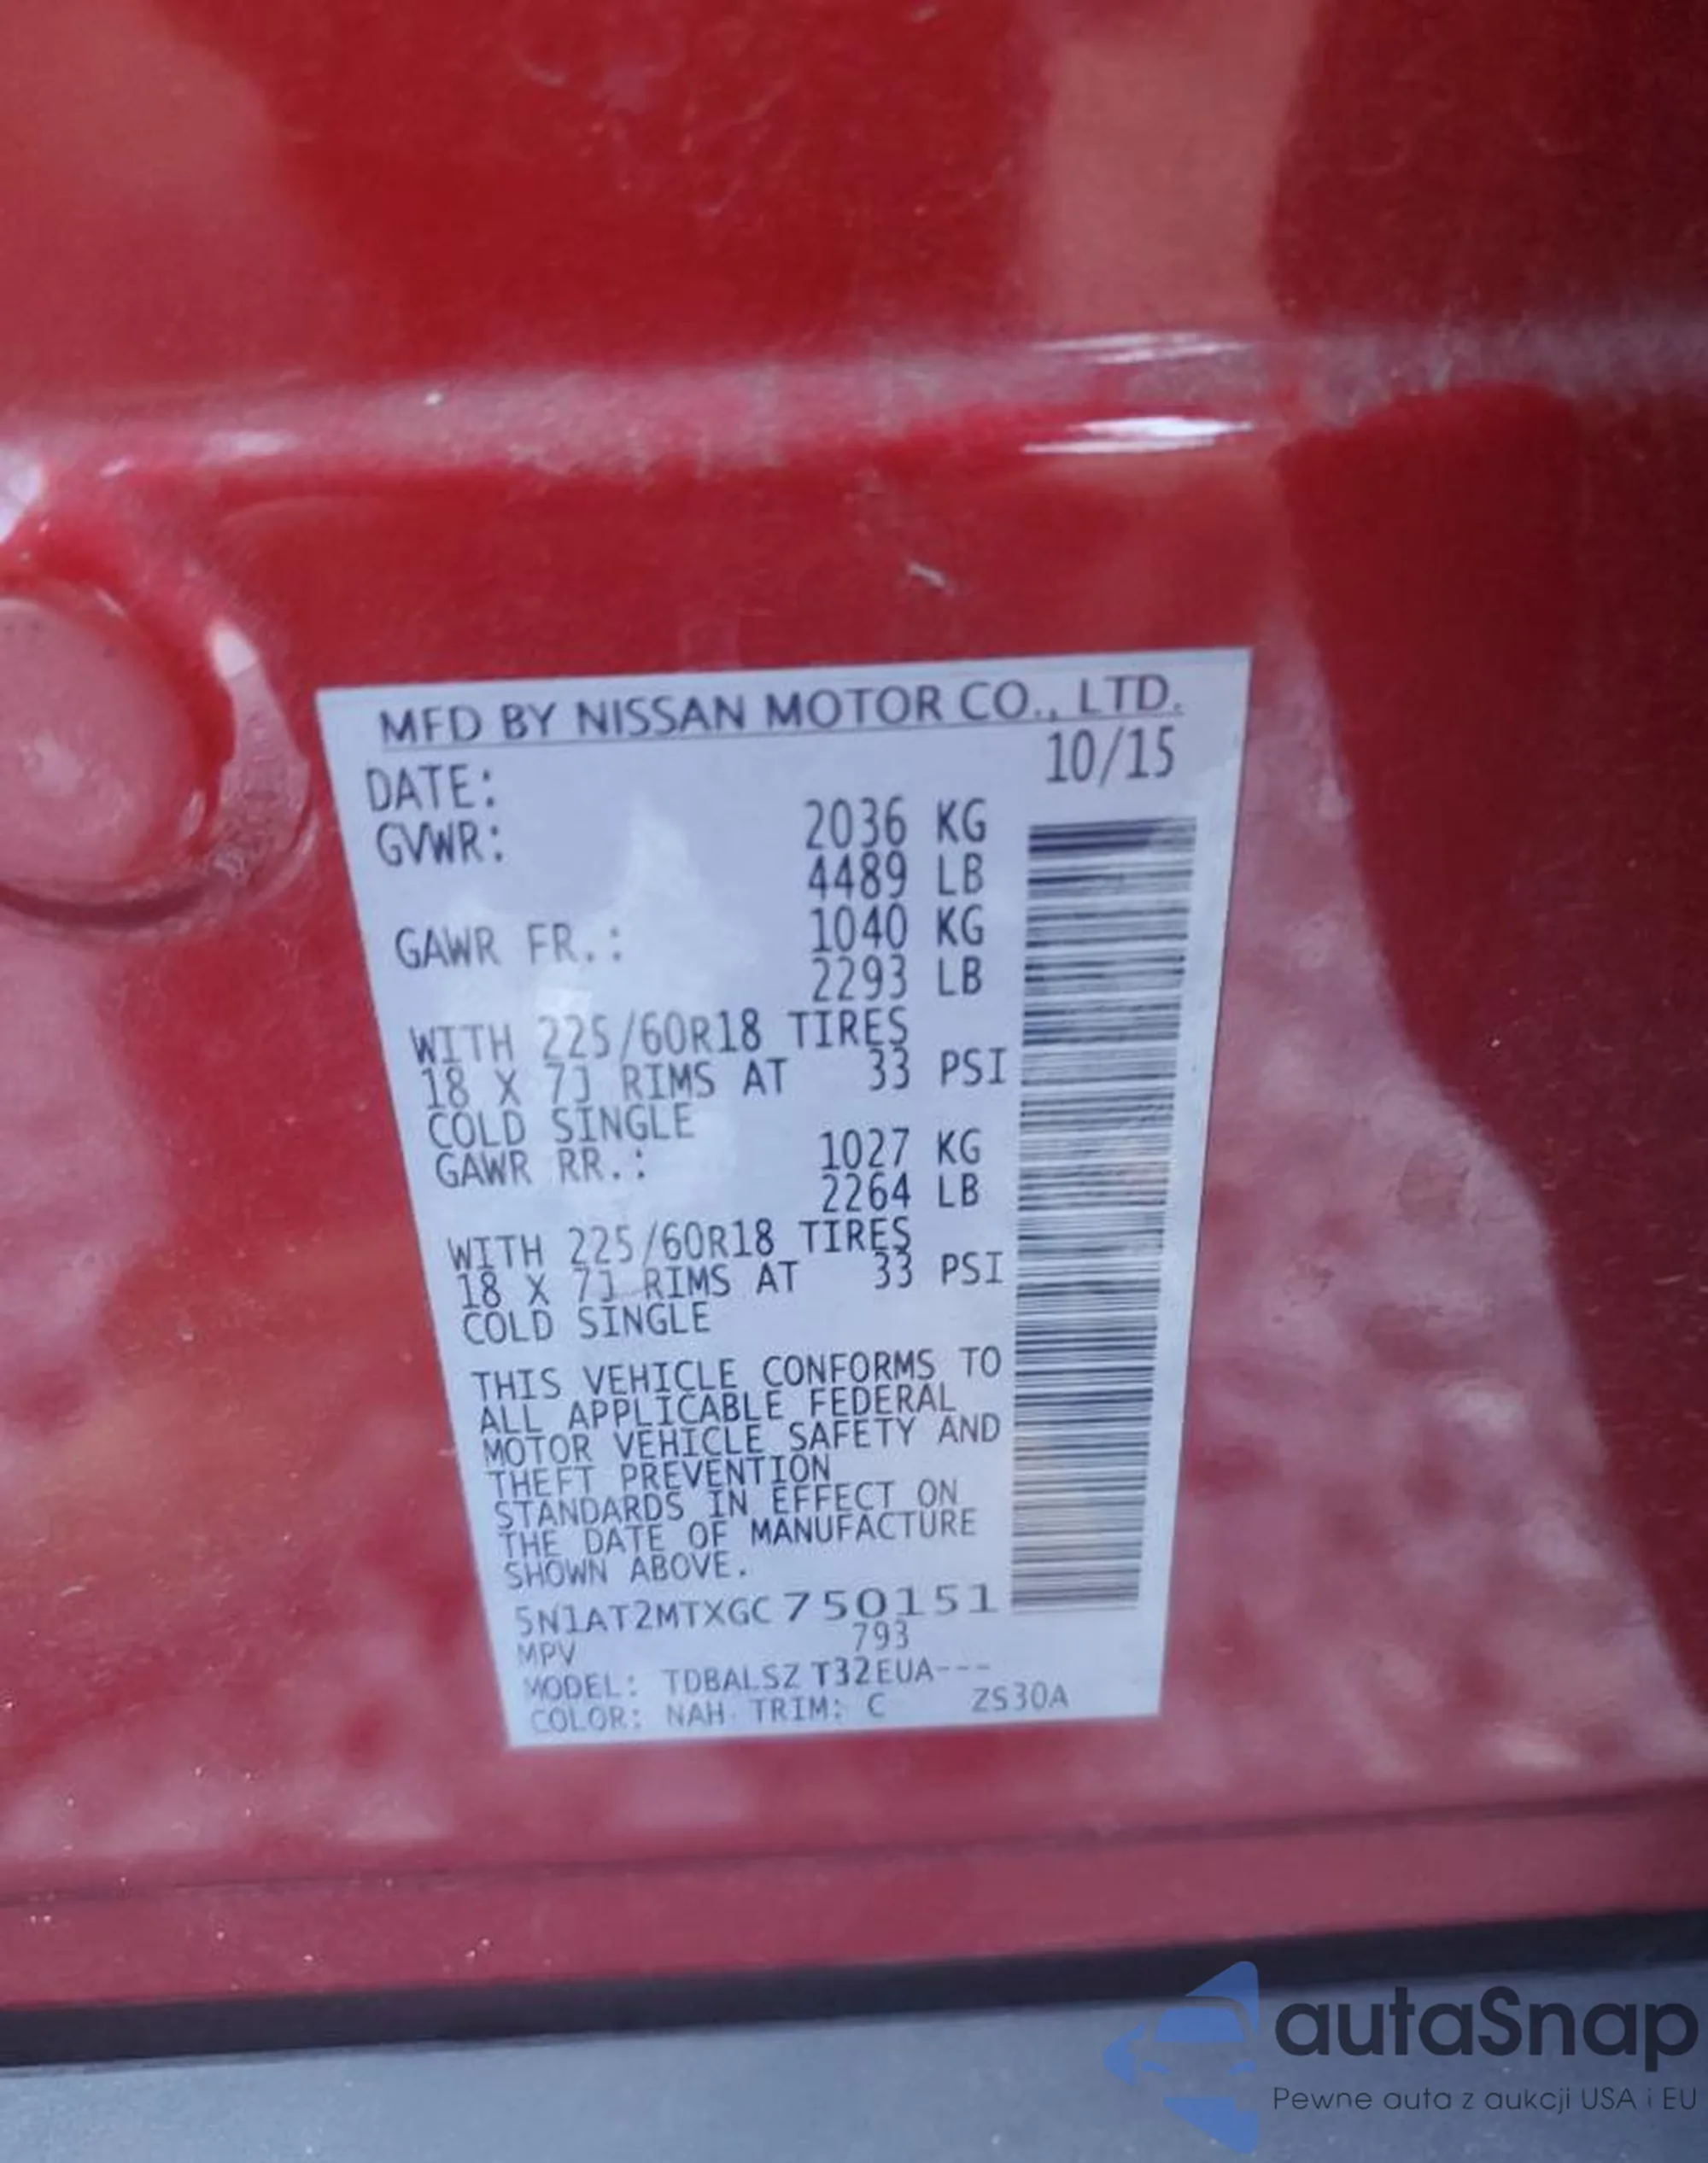 MFD BY NISSAN MOTOR CO., LTD.
DATE: 10/15
GVWR: 2036 KG
4489 LB
GAWR FR.: 1040 KG
2293 LB
WITH 225/60R18 TIRES
18 X 7J RIMS AT 33 PSI
COLD SINGLE
GAWR RR.: 1027 KG
2264 LB
WITH 225/60R18 TIRES
18 X 7J RIMS AT 33 PSI
COLD SINGLE
THIS VEHICLE CONFORMS TO
ALL APPLICABLE FEDERAL
MOTOR VEHICLE SAFETY AND
THEFT PREVENTION
STANDARDS IN EFFECT ON
THE DATE OF MANUFACTURE
SHOWN ABOVE.
5N1AT2MTXGC750151
MPV 793
MODEL: TDBALSZ T32EUA---
COLOR: NAH TRIM: C ZS30A
autaSnap
Pewne auta z aukcji USA i EU